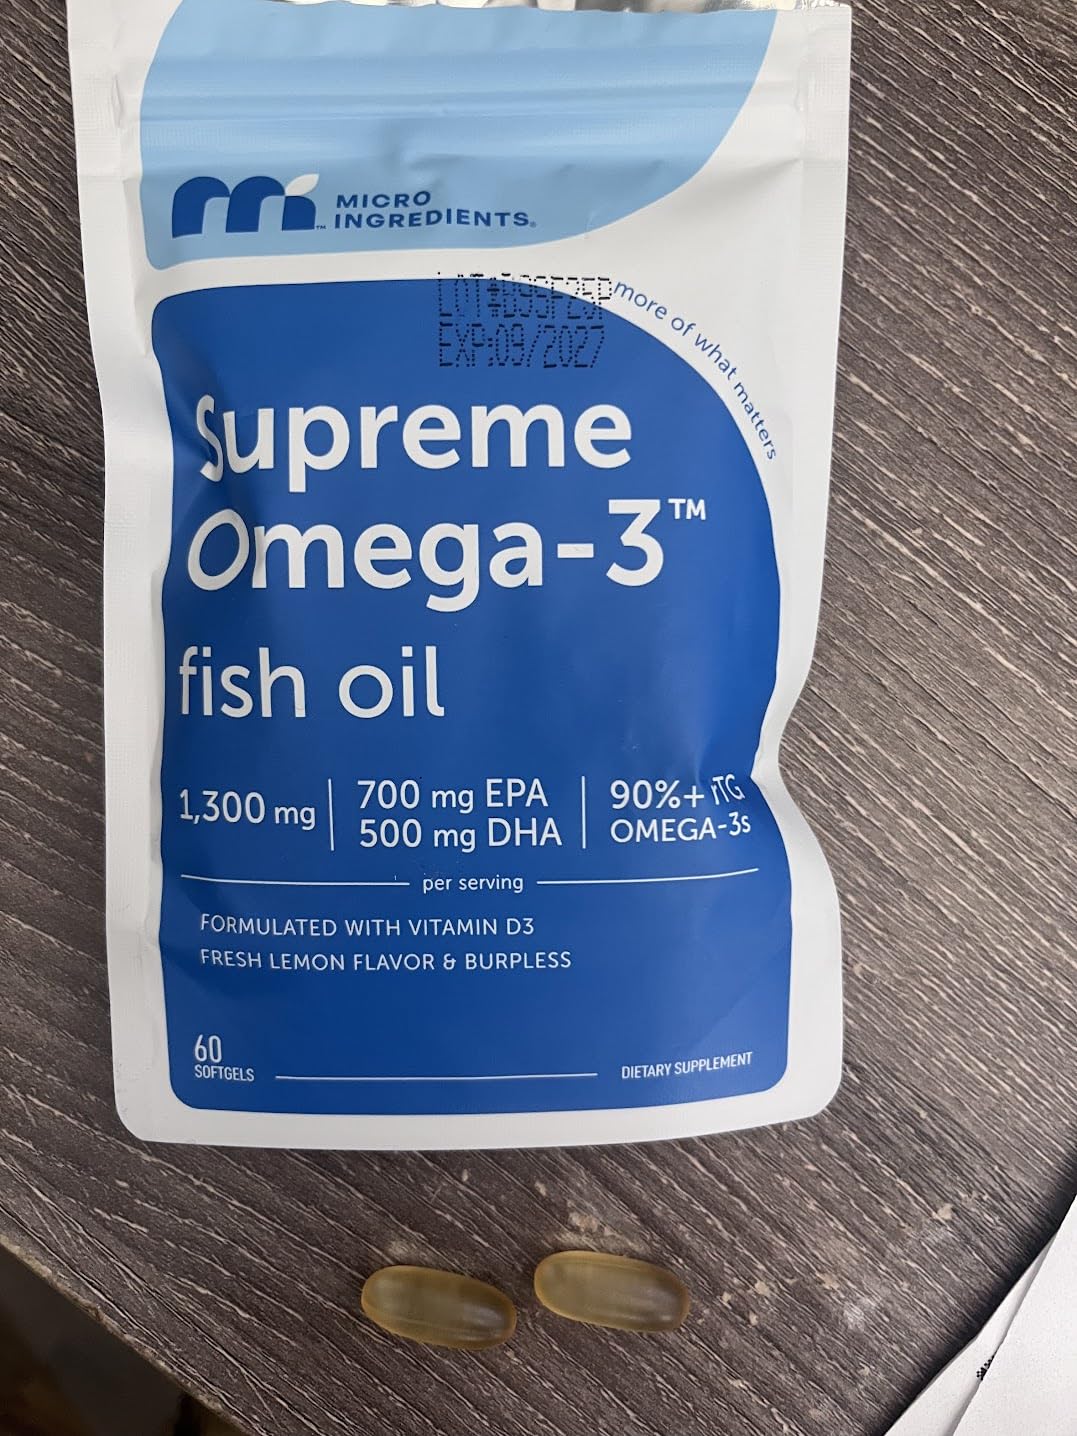 MICRO
INGREDIENTS®
EXP:09/2027
more of what matters
Supreme
Omega-3™
fish oil
1,300 mg
700 mg EPA
500 mg DHA
90%+ rTG
OMEGA-3s
per serving
FORMULATED WITH VITAMIN D3
FRESH LEMON FLAVOR & BURPLESS
60
SOFTGELS
DIETARY SUPPLEMENT